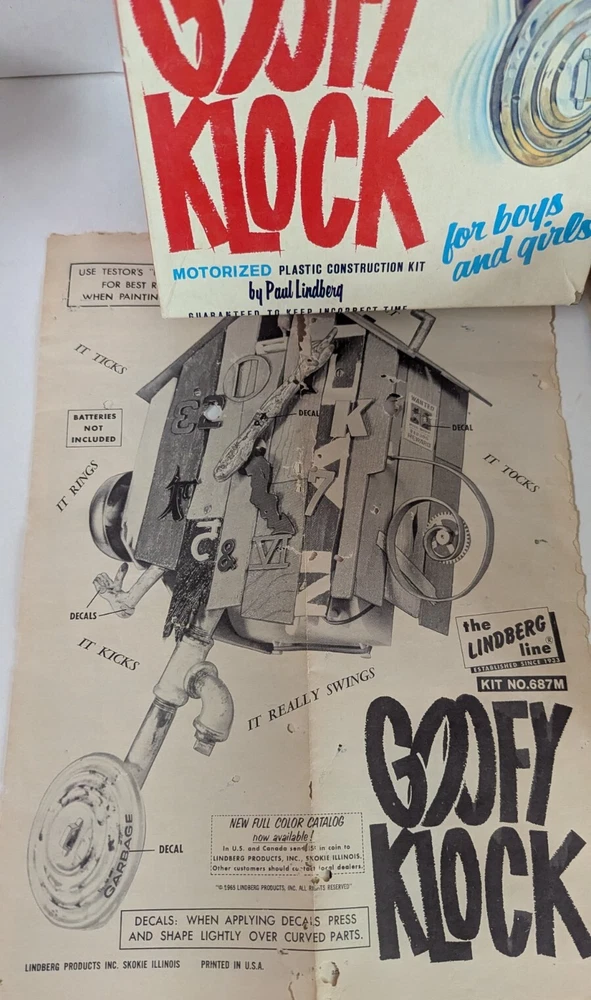 GOOFY
KLOCK
for boys
and girls
MOTORIZED PLASTIC CONSTRUCTION KIT
by Paul Lindberg
GUARANTEED TO KEEP INCORRECT TIME
USE TESTOR'S
FOR BEST
WHEN PAINTIN
IT TICKS
BATTERIES
NOT
INCLUDED
DECAL
WANTED
DECAL
IT TOCKS
IT RINGS
K
7
& VI
DECALS
IT KICKS
IT REALLY SWINGS
the
LINDBERG
line®
ESTABLISHED SINCE 1933
KIT NO.687M
GOOFY
KLOCK
GARBAGE
DECAL
NEW FULL COLOR CATALOG
now available!
In U.S. and Canada send in coin to
LINDBERG PRODUCTS, INC., SKOKIE ILLINOIS.
Other customers should contact local dealers.
"© 1965 LINDBERG PRODUCTS, INC. ALL RIGHTS RESERVED"
DECALS: WHEN APPLYING DECALS PRESS
AND SHAPE LIGHTLY OVER CURVED PARTS.
LINDBERG PRODUCTS INC. SKOKIE ILLINOIS PRINTED IN U.S.A.